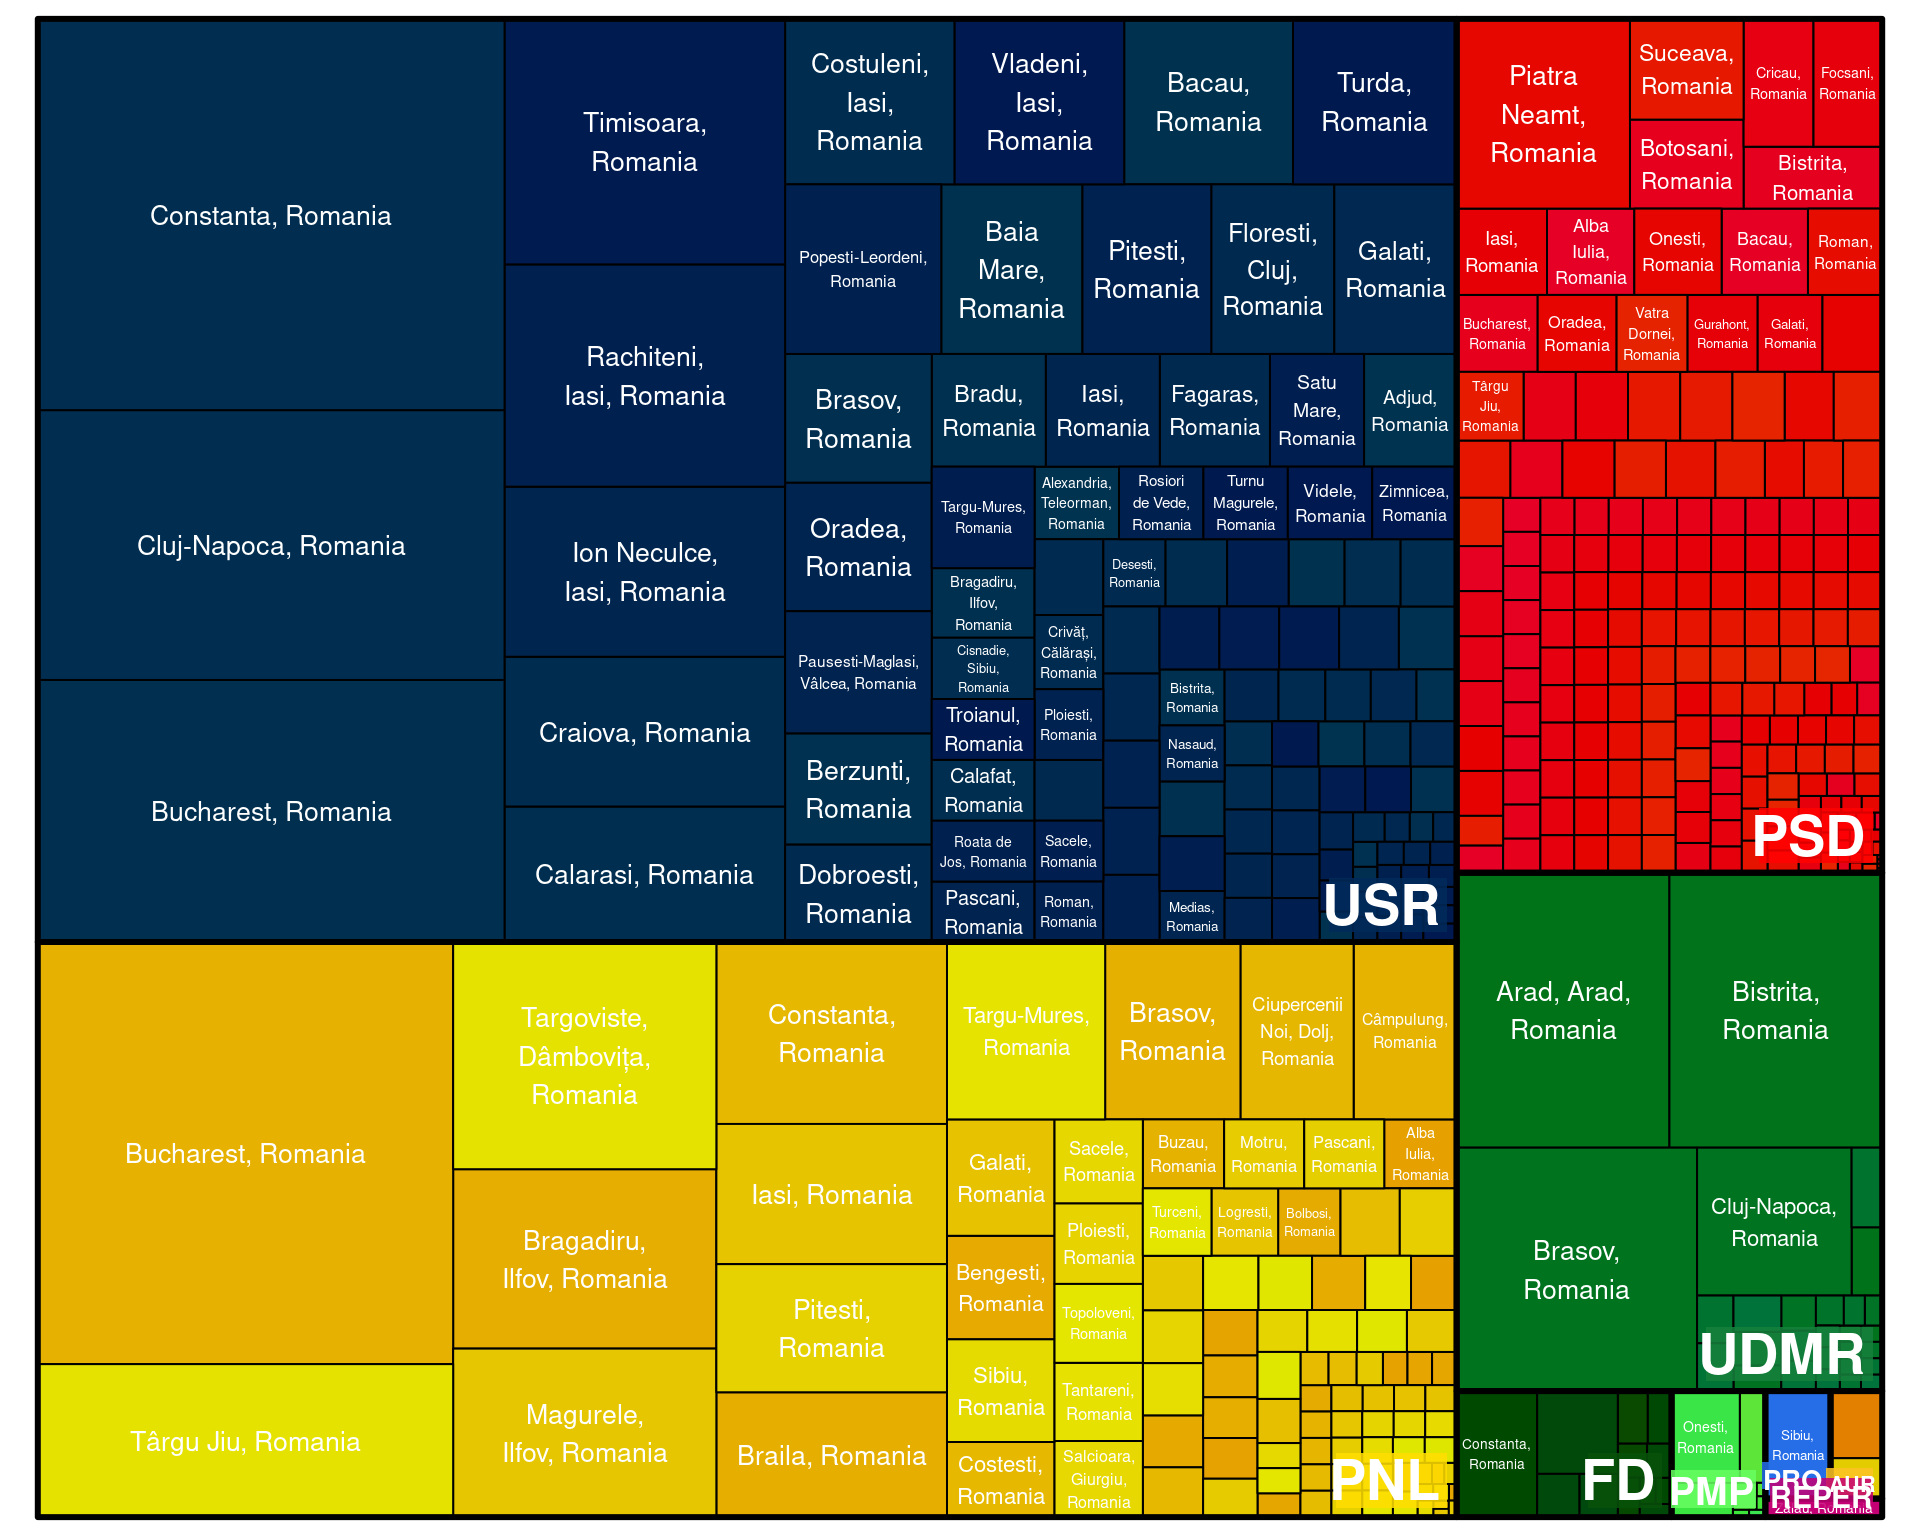 Constanta, Romania
Cluj-Napoca, Romania
Bucharest, Romania
Timisoara,
Romania
Rachiteni,
Iasi, Romania
Ion Neculce,
Iasi, Romania
Craiova, Romania
Calarasi, Romania
Costuleni,
Iasi,
Romania
Vladeni,
Iasi,
Romania
Bacau,
Romania
Turda,
Romania
Popesti-Leordeni,
Romania
Baia
Mare,
Romania
Pitesti,
Romania
Floresti,
Cluj,
Romania
Galati,
Romania
Brasov,
Romania
Oradea,
Romania
Pausesti-Maglasi,
Vâlcea, Romania
Berzunti,
Romania
Dobroesti,
Romania
Bradu,
Romania
Iasi,
Romania
Fagaras,
Romania
Satu
Mare,
Romania
Adjud,
Romania
Targu-Mures,
Romania
Bragadiru,
Ilfov,
Romania
Cisnadie,
Sibiu,
Romania
Troianul,
Romania
Calafat,
Romania
Roata de
Jos, Romania
Pascani,
Romania
Alexandria,
Teleorman,
Romania
Rosiori
de Vede,
Romania
Turnu
Magurele,
Romania
Videle,
Romania
Zimnicea,
Romania
Crivăț,
Călărași,
Romania
Ploiesti,
Romania
Sacele,
Romania
Roman,
Romania
Desesti,
Romania
Bistrita,
Romania
Nasaud,
Romania
Medias,
Romania
USR
Piatra
Neamt,
Romania
Suceava,
Romania
Botosani,
Romania
Cricau,
Romania
Focsani,
Romania
Bistrita,
Romania
Iasi,
Romania
Alba
Iulia,
Romania
Onesti,
Romania
Bacau,
Romania
Roman,
Romania
Bucharest,
Romania
Oradea,
Romania
Vatra
Dornei,
Romania
Gurahont,
Romania
Galati,
Romania
Târgu
Jiu,
Romania
PSD
Bucharest, Romania
Târgu Jiu, Romania
Targoviste,
Dâmbovița,
Romania
Bragadiru,
Ilfov, Romania
Magurele,
Ilfov, Romania
Constanta,
Romania
Iasi, Romania
Pitesti,
Romania
Braila, Romania
Targu-Mures,
Romania
Brasov,
Romania
Ciupercenii
Noi, Dolj,
Romania
Câmpulung,
Romania
Galati,
Romania
Bengesti,
Romania
Sibiu,
Romania
Costesti,
Romania
Sacele,
Romania
Ploiesti,
Romania
Topoloveni,
Romania
Tantareni,
Romania
Salcioara,
Giurgiu,
Romania
Buzau,
Romania
Motru,
Romania
Pascani,
Romania
Alba
Iulia,
Romania
Turceni,
Romania
Logresti,
Romania
Bolbosi,
Romania
PNL
Arad, Arad,
Romania
Bistrita,
Romania
Brasov,
Romania
Cluj-Napoca,
Romania
UDMR
Constanta,
Romania
FD
Onesti,
Romania
PMP
Sibiu,
Romania
PRO
AUR
REPER
Zalau, Romania